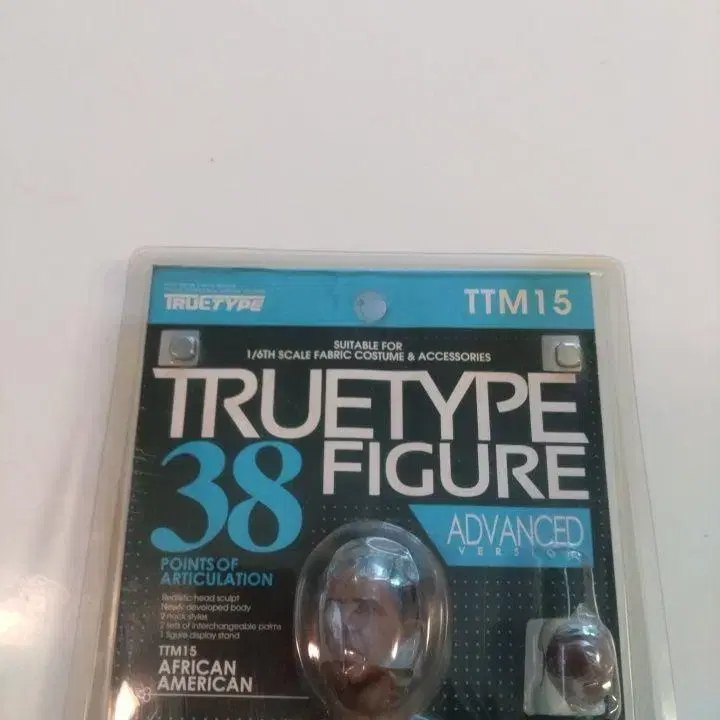 TRUETYPE
TTM15
SUITABLE FOR
1/6TH SCALE FABRIC COSTUME & ACCESSORIES
TRUETYPE
FIGURE
38
ADVANCED
VERSION
POINTS OF
ARTICULATION
Realistic head sculpt
Newly developed body
2 neck styles
2 sets of interchangeable palms
1 figure display stand
TTM15
AFRICAN
AMERICAN